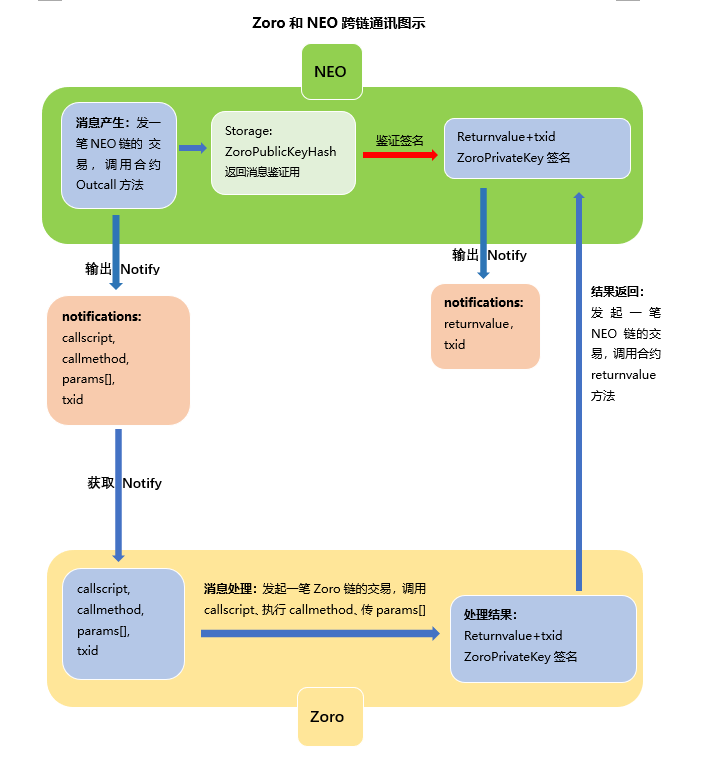 Zoro 和 NEO 跨链通讯图示
NEO
消息产生：发一
笔 NEO 链的 交
易，调用合约
Outcall 方法
Storage:
ZoroPublicKeyHash
返回消息鉴证用
鉴证签名
Returnvalue+txid
ZoroPrivateKey 签名
输出 Notify
输出 Notify
notifications:
callscript,
callmethod,
params[],
txid
notifications:
returnvalue,
txid
结果返回：
发起一笔
NEO 链的交
易，调用合约
returnvalue
方法
获取 Notify
callscript,
callmethod,
params[],
txid
消息处理：发起一笔 Zoro 链的交易，调用
callscript、执行 callmethod、传 params[]
处理结果：
Returnvalue+txid
ZoroPrivateKey 签名
Zoro